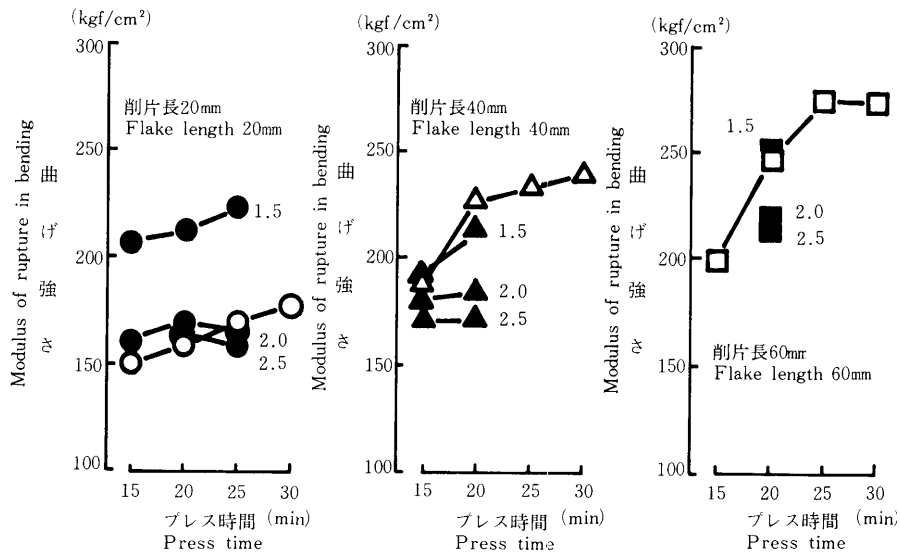 (kgf/cm²)
300
250
200
150
100
Modulus of rupture in bending
曲げ強さ
削片長20mm
Flake length 20mm
1.5
2.0
2.5
15 20 25 30
プレス時間 (min)
Press time
(kgf/cm²)
300
250
200
150
100
Modulus of rupture in bending
曲げ強さ
削片長40mm
Flake length 40mm
1.5
2.0
2.5
15 20 25 30
プレス時間 (min)
Press time
(kgf/cm²)
300
250
200
150
100
Modulus of rupture in bending
曲げ強さ
1.5
2.0
2.5
削片長60mm
Flake length 60mm
15 20 25 30
プレス時間 (min)
Press time